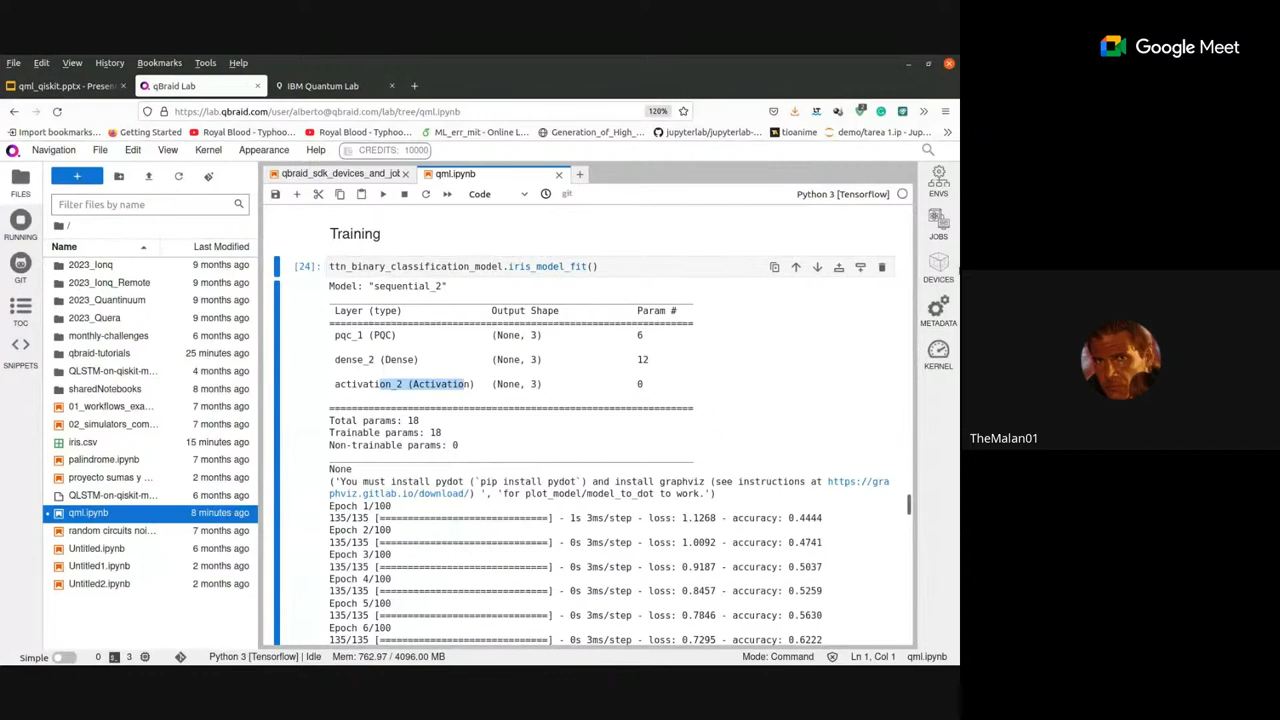 Google Meet
File Edit View History Bookmarks Tools Help
qml_qiskit.pptx - Presen
qBraid Lab
IBM Quantum Lab
https://lab.qbraid.com/user/alberto@qbraid.com/lab/tree/qml.ipynb
120%
Import bookmarks...
Getting Started
Royal Blood - Typhoo...
Royal Blood - Typhoo...
ML_err_mit - Online L...
Generation_of_High_...
jupyterlab/jupyterlab-
tioanime
demo/tarea 1.ip - Jup
Navigation File Edit View Kernel Appearance Help
CREDITS: 10000
FILES
RUNNING
GIT
TOC
SNIPPETS
Filter files by name
/
Name Last Modified
2023_Ionq 9 months ago
2023_Ionq_Remote 9 months ago
2023_Quantinuum 9 months ago
2023_Quera 9 months ago
monthly-challenges 9 months ago
qbraid-tutorials 25 minutes ago
QLSTM-on-qiskit-m... 9 months ago
sharedNotebooks 9 months ago
01_workflows_exa... 9 months ago
02_simulators_com... 9 months ago
iris.csv 15 minutes ago
palindrome.ipynb 9 months ago
proyecto sumas y ... 2 months ago
QLSTM-on-qiskit-m... 9 months ago
qml.ipynb 8 minutes ago
random circuits noi... 7 months ago
Untitled.ipynb 6 months ago
Untitled1.ipynb 2 months ago
Untitled2.ipynb 2 months ago
qbraid_sdk_devices_and_jot
qml.ipynb
Code
git
Python 3 [Tensorflow]
Training
[24]: ttn_binary_classification_model.iris_model_fit()
Model: "sequential_2"
Layer (type) Output Shape Param #
pqc_1 (PQC) (None, 3) 6
dense_2 (Dense) (None, 3) 12
activation_2 (Activation) (None, 3) 0
Total params: 18
Trainable params: 18
Non-trainable params: 0
None
('You must install pydot (`pip install pydot`) and install graphviz (see instructions at https://gra
phviz.gitlab.io/download/) ', 'for plot_model/model_to_dot to work.')
Epoch 1/100
135/135 [==============================] - 1s 3ms/step - loss: 1.1268 - accuracy: 0.4444
Epoch 2/100
135/135 [==============================] - 0s 3ms/step - loss: 1.0092 - accuracy: 0.4741
Epoch 3/100
135/135 [==============================] - 0s 3ms/step - loss: 0.9187 - accuracy: 0.5037
Epoch 4/100
135/135 [==============================] - 0s 3ms/step - loss: 0.8457 - accuracy: 0.5259
Epoch 5/100
135/135 [==============================] - 0s 3ms/step - loss: 0.7846 - accuracy: 0.5630
Epoch 6/100
135/135 [==============================] - 0s 3ms/step - loss: 0.7295 - accuracy: 0.6222
ENVS
JOBS
DEVICES
METADATA
KERNEL
TheMalan01
Simple 0 3 Python 3 [Tensorflow] | Idle Mem: 762.97 / 4096.00 MB Mode: Command Ln 1, Col 1 qml.ipynb